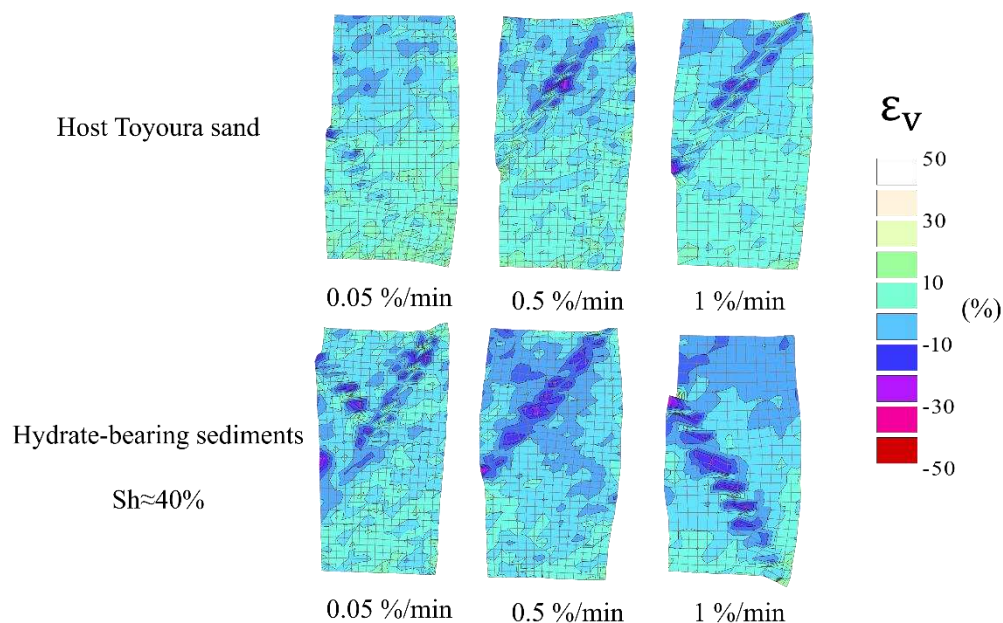 Host Toyoura sand
0.05 %/min
0.5 %/min
1 %/min
Hydrate-bearing sediments
Sh≈40%
0.05 %/min
0.5 %/min
1 %/min
εv
50
30
10
-10
-30
-50
(%)